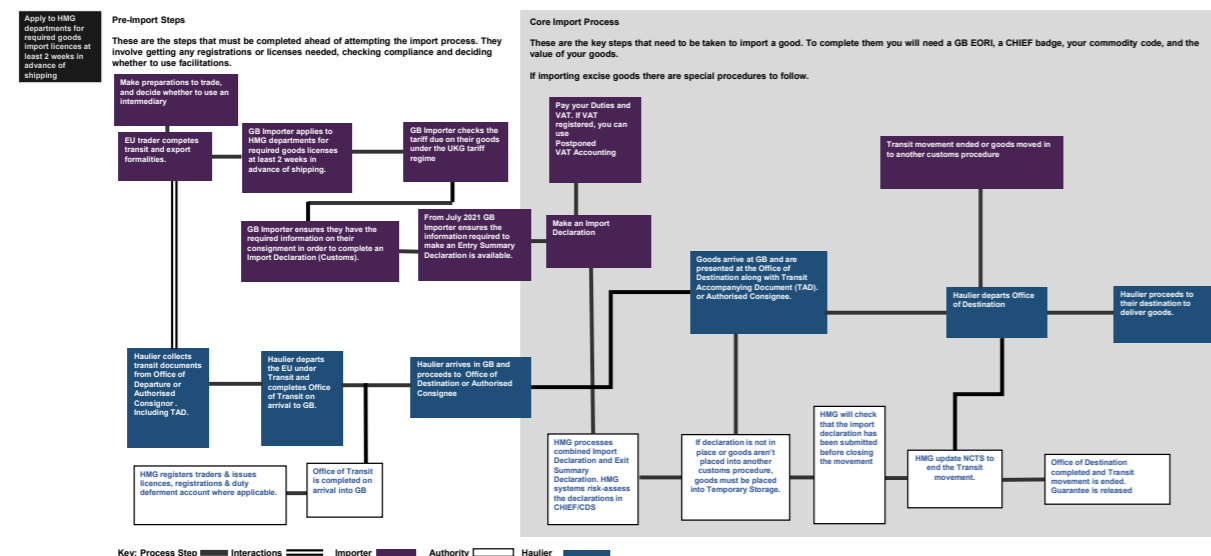 Apply to HMG
departments for
required goods
import licences at
least 2 weeks in
advance of
shipping
Pre-Import Steps
These are the steps that must be completed ahead of attempting the import process. They
involve getting any registrations or licenses needed, checking compliance and deciding
whether to use facilitations.
Core Import Process
These are the key steps that need to be taken to import a good. To complete them you will need a GB EORI, a CHIEF badge, your commodity code, and the
value of your goods.
If importing excise goods there are special procedures to follow.
Make preparations to trade,
and decide whether to use an
intermediary
EU trader competes
transit and export
formalities.
GB Importer applies to
HMG departments for
required goods licenses
at least 2 weeks in
advance of shipping.
GB Importer checks the
tariff due on their goods
under the UKG tariff
regime
Pay your Duties and
VAT. If VAT
registered, you can
use
Postponed
VAT Accounting
Transit movement ended or goods moved in
to another customs procedure
GB Importer ensures they have the
required information on their
consignment in order to complete an
Import Declaration (Customs).
From July 2021 GB
Importer ensures the
information required to
make an Entry Summary
Declaration is available.
Make an Import
Declaration
Goods arrive at GB and are
presented at the Office of
Destination along with Transit
Accompanying Document (TAD).
or Authorised Consignee.
Haulier departs Office
of Destination
Haulier proceeds to
their destination to
deliver goods.
Haulier collects
transit documents
from Office of
Departure or
Authorised
Consignor .
Including TAD.
Haulier departs
the EU under
Transit and
completes Office
of Transit on
arrival to GB.
Haulier arrives in GB and
proceeds to Office of
Destination or Authorised
Consignee
HMG registers traders & issues
licences, registrations & duty
deferment account where applicable.
Office of Transit
is completed on
arrival into GB
HMG processes
combined Import
Declaration and Exit
Summary
Declaration. HMG
systems risk-assess
the declarations in
CHIEF/CDS
If declaration is not in
place or goods aren't
placed into another
customs procedure,
goods must be placed
into Temporary Storage.
HMG will check
that the import
declaration has
been submitted
before closing
the movement
HMG update NCTS to
end the Transit
movement.
Office of Destination
completed and Transit
movement is ended.
Guarantee is released
Key: Process Step Interactions Importer Authority Haulier